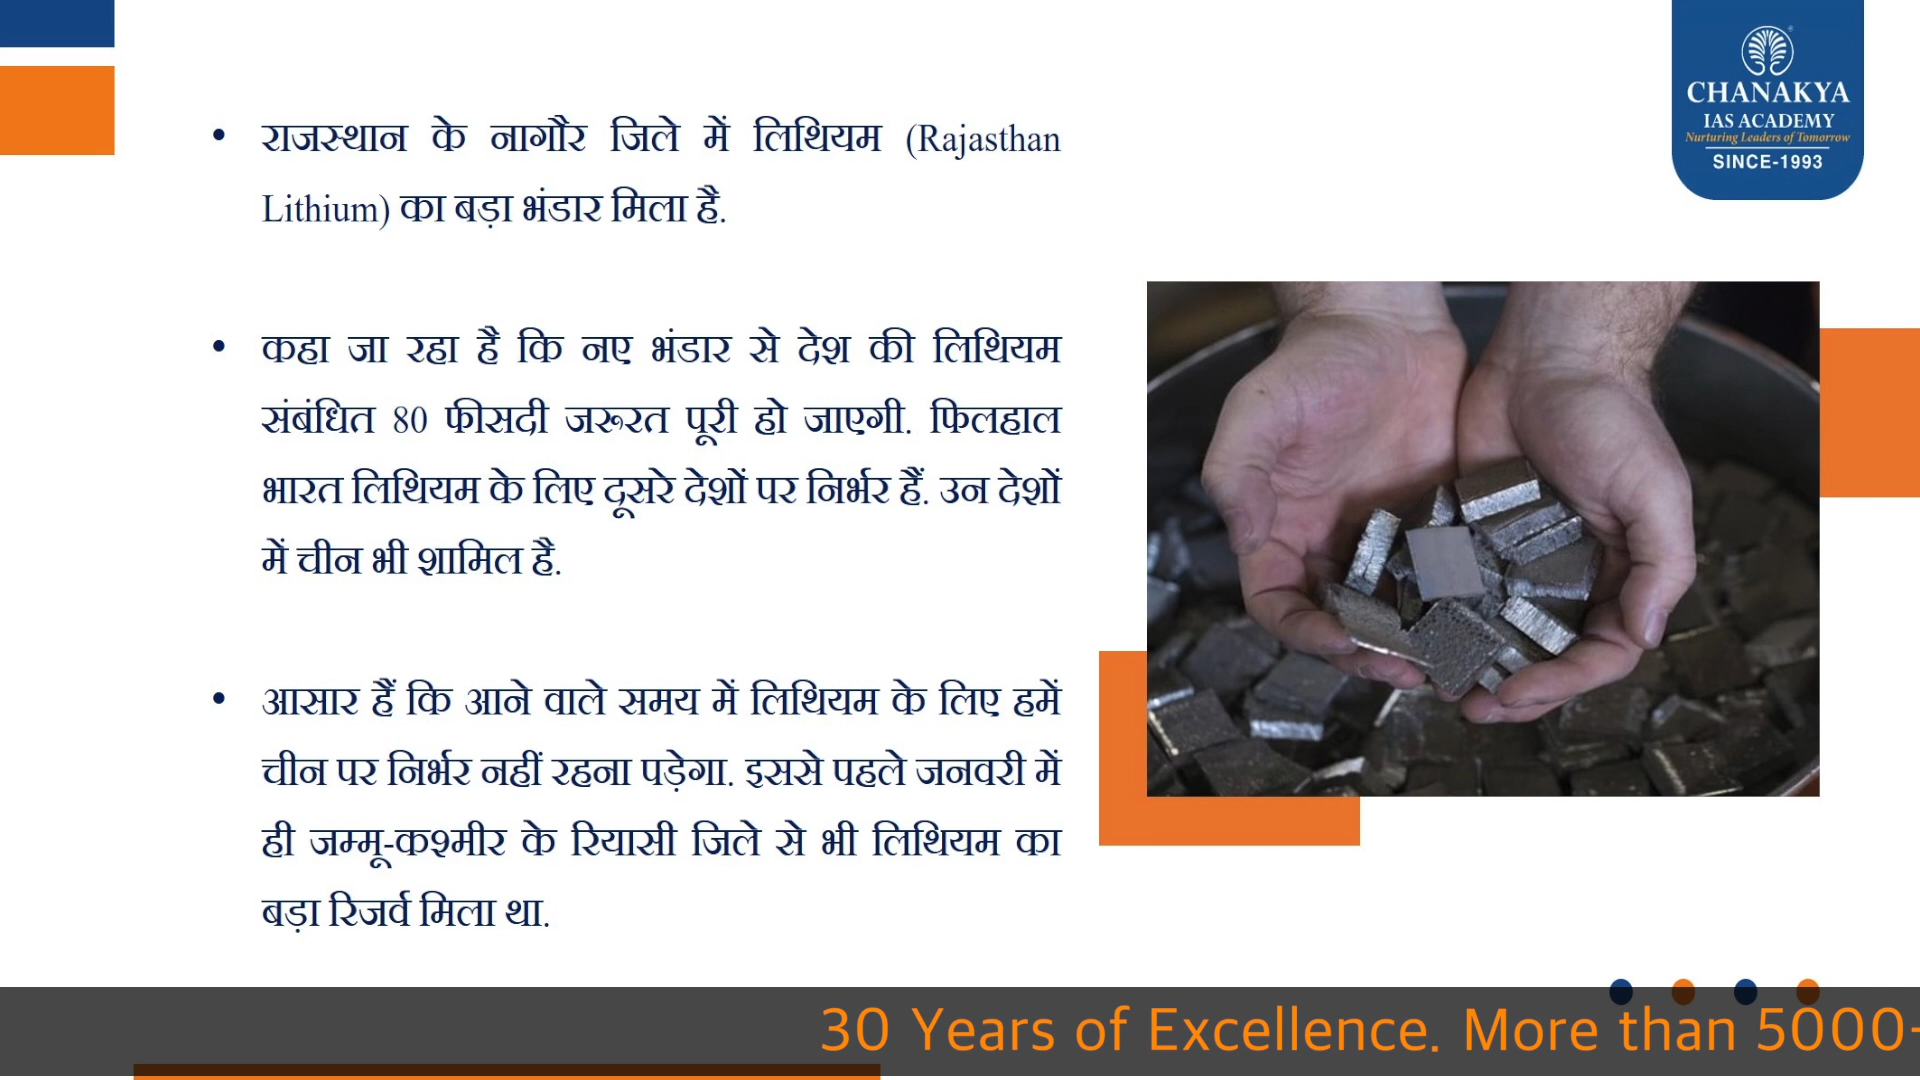 • राजस्थान के नागौर जिले में लिथियम (Rajasthan
Lithium) का बड़ा भंडार मिला है.
• कहा जा रहा है कि नए भंडार से देश की लिथियम
संबंधित 80 फीसदी जरूरत पूरी हो जाएगी. फिलहाल
भारत लिथियम के लिए दूसरे देशों पर निर्भर हैं. उन देशों
में चीन भी शामिल है.
• आसार हैं कि आने वाले समय में लिथियम के लिए हमें
चीन पर निर्भर नहीं रहना पड़ेगा. इससे पहले जनवरी में
ही जम्मू-कश्मीर के रियासी जिले से भी लिथियम का
बड़ा रिजर्व मिला था.
CHANAKYA
IAS ACADEMY
Nurturing Leaders of Tomorrow
SINCE-1993
30 Years of Excellence. More than 5000